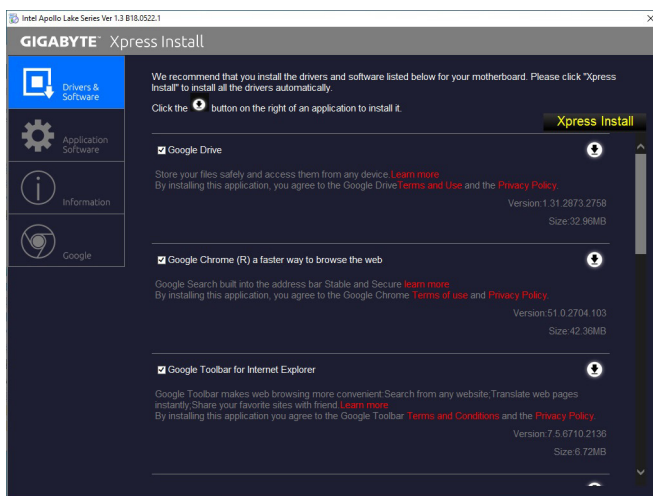 Intel Apollo Lake Series Ver 1.3 B18.0522.1
GIGABYTE™ Xpress Install
Drivers &
Software
Application
Software
Information
Google
We recommend that you install the drivers and software listed below for your motherboard. Please click "Xpress
Install" to install all the drivers automatically.
Click the button on the right of an application to install it.
Xpress Install
Google Drive
Store your files safely and access them from any device.Learn more
By installing this application, you agree to the Google DriveTerms and Use and the Privacy Policy.
Version:1.31.2873.2758
Size:32.96MB
Google Chrome (R) a faster way to browse the web
Google Search built into the address bar Stable and Secure learn more
By installing this application, you agree to the Google Chrome Terms of use and Privacy Policy.
Version:51.0.2704.103
Size:42.36MB
Google Toolbar for Internet Explorer
Google Toolbar makes web browsing more convenient:Search from any website;Translate web pages
instantly;Share your favorite sites with friend.Learn more
By installing this application you agree to the Google Toolbar Terms and Conditions and the Privacy Policy.
Version:7.5.6710.2136
Size:6.72MB